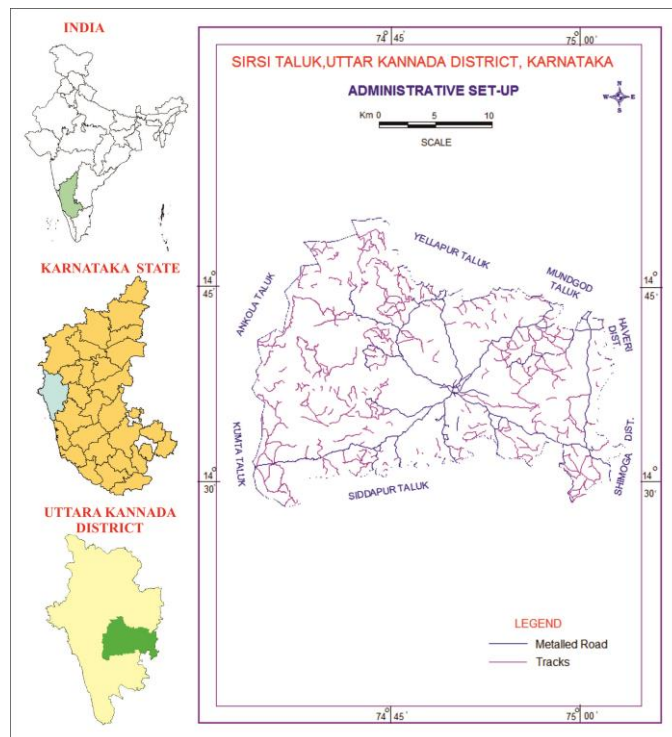 INDIA
KARNATAKA STATE
UTTARA KANNADA
DISTRICT
74° 45'
75° 00'
SIRSI TALUK,UTTAR KANNADA DISTRICT, KARNATAKA
ADMINISTRATIVE SET-UP
N
W E
S
Km 0 5 10
SCALE
YELLAPUR TALUK
MUNDGOD
TALUK
ANKOLA TALUK
HAVERI
DIST.
14°
45'
14°
45'
KUMTA TALUK
SHIMOGA DIST.
SIDDAPUR TALUK
14°
30'
14°
30'
LEGEND
Metalled Road
Tracks
74° 45'
75° 00'